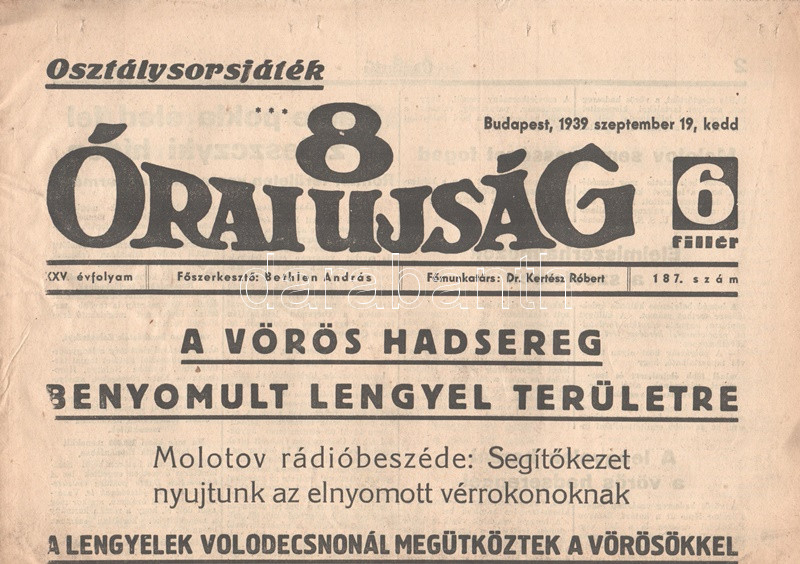 Osztálysorsjáték
8
ÓRAI UJSÁG
Budapest, 1939 szeptember 19, kedd
6
fillér
XXV évfolyam
Főszerkesztő: Bethlen András
Főmunkatárs: Dr. Kertész Róbert
187. szám
A VÖRÖS HADSEREG
BENYOMULT LENGYEL TERÜLETRE
Molotov rádióbeszéde: Segítőkezet
nyujtunk az elnyomott vérrokonoknak
A LENGYELEK VOLODECSNONÁL MEGÜTKÖZTEK A VÖRÖSÖKKEL